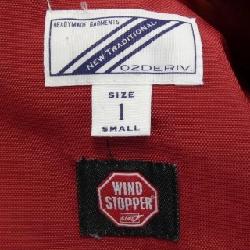 READYMADE GARMENTS
NEW TRADITIONAL
OZDERIV
SIZE
1
SMALL
WIND
STOPPER